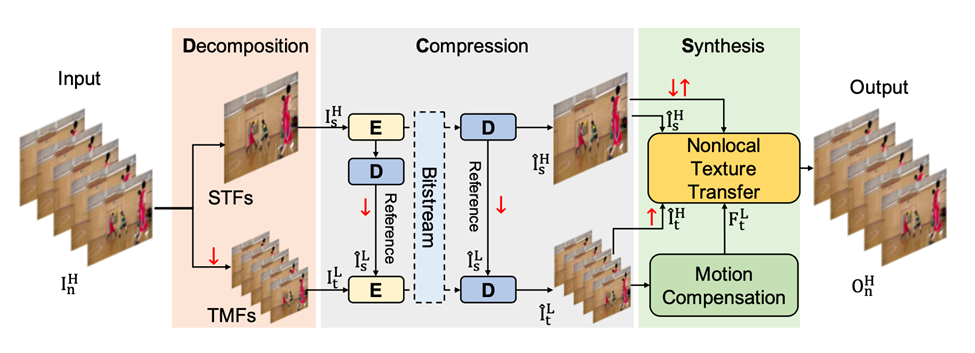 Decomposition
Compression
Synthesis
Input
Output
STFs
TMFs
I_s^H
E
D
Î_s^H
↓↑
Î_s^H
Nonlocal
Texture
Transfer
D
↓
Reference
Bitstream
Reference
↓
↓
↑
Î_t^H
F_t^L
Î_s^L
Î_s^L
I_t^L
E
D
Î_t^L
Motion
Compensation
I_n^H
O_n^H